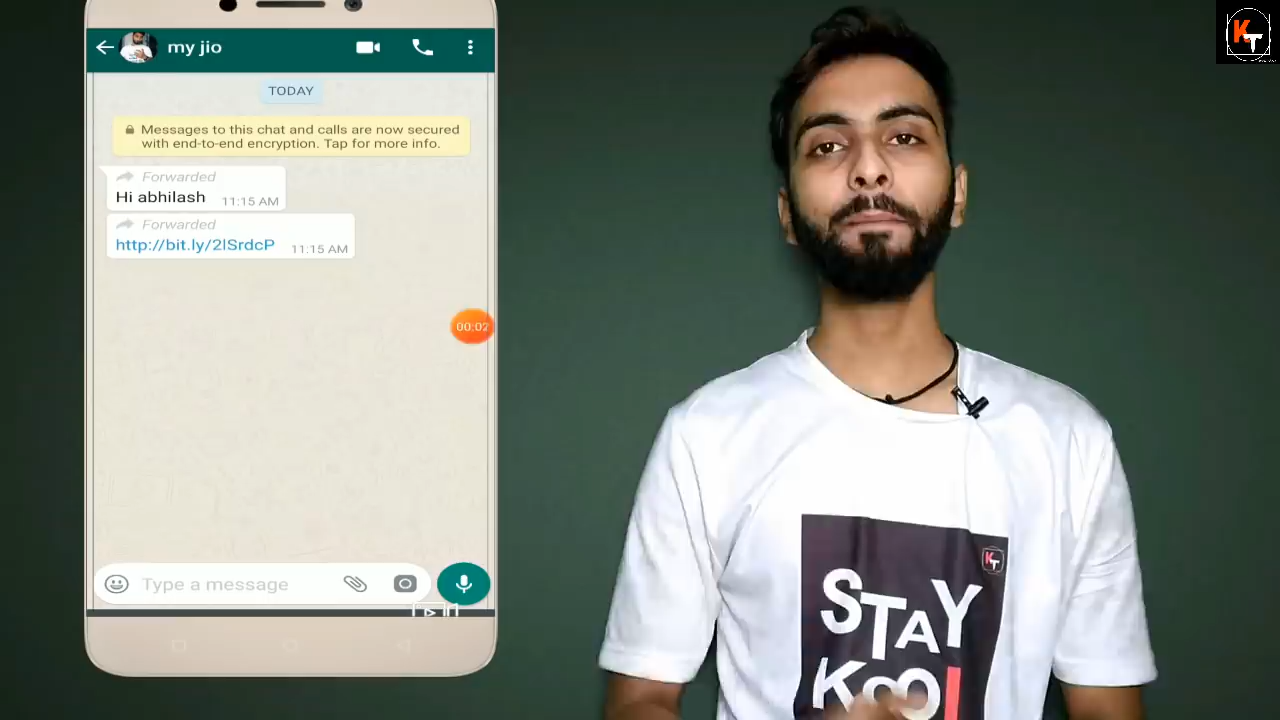 my jio
TODAY
Messages to this chat and calls are now secured
with end-to-end encryption. Tap for more info.
Forwarded
Hi abhilash 11:15 AM
Forwarded
http://bit.ly/2lSrdcP 11:15 AM
00:02
Type a message
KT
KT
STAY
KOOL